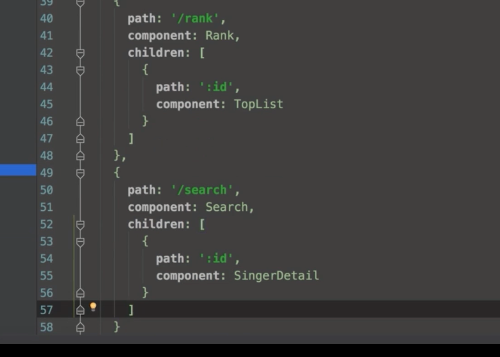 39 {
40 path: '/rank',
41 component: Rank,
42 children: [
43 {
44 path: ':id',
45 component: TopList
46 }
47 ]
48 },
49 {
50 path: '/search',
51 component: Search,
52 children: [
53 {
54 path: ':id',
55 component: SingerDetail
56 }
57 ]
58 }